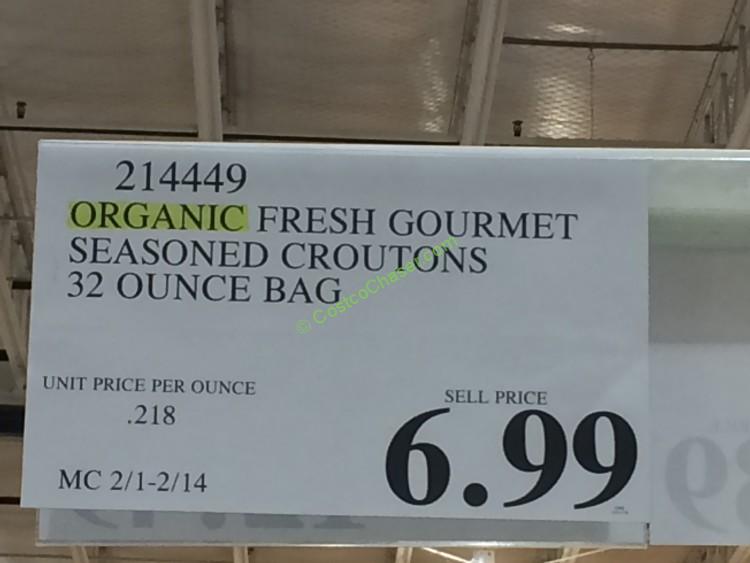 214449
ORGANIC FRESH GOURMET
SEASONED CROUTONS
32 OUNCE BAG
© CostcoChaser.com
UNIT PRICE PER OUNCE
.218
SELL PRICE
6.99
MC 2/1-2/14